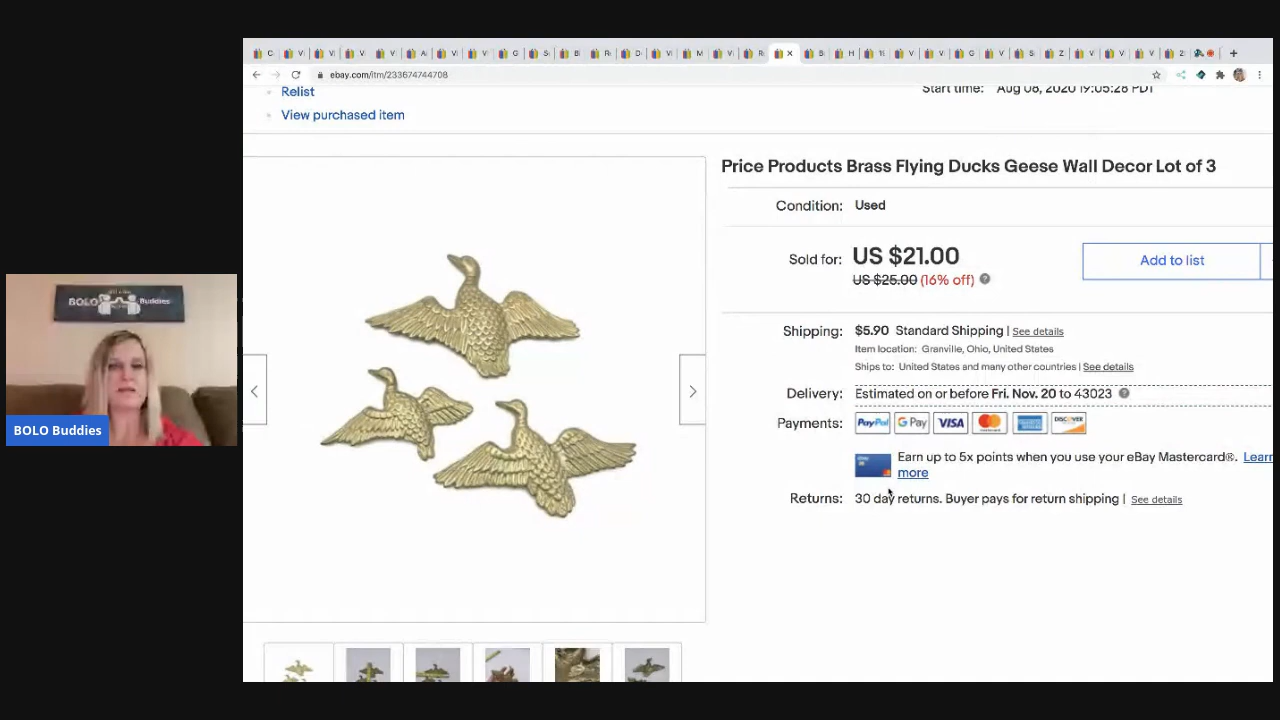 ebay.com/itm/233674744708
Relist
View purchased item
Start time: Aug 08, 2020 19:05:28 PDT
Price Products Brass Flying Ducks Geese Wall Decor Lot of 3
Condition: Used
Sold for: US $21.00
US $25.00 (16% off)
Add to list
Shipping: $5.90 Standard Shipping | See details
Item location: Granville, Ohio, United States
Ships to: United States and many other countries | See details
Delivery: Estimated on or before Fri. Nov. 20 to 43023
Payments: PayPal G Pay VISA MasterCard DISCOVER
Earn up to 5x points when you use your eBay Mastercard®. Learn
more
Returns: 30 day returns. Buyer pays for return shipping | See details
BOLO Buddies
BOLO Buddies